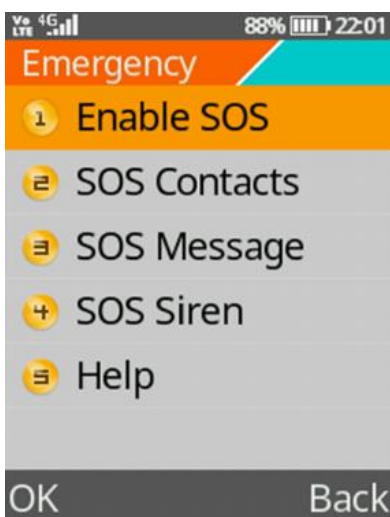 Vo LTE 4G 88% 22:01
Emergency
1 Enable SOS
2 SOS Contacts
3 SOS Message
4 SOS Siren
5 Help
OK Back